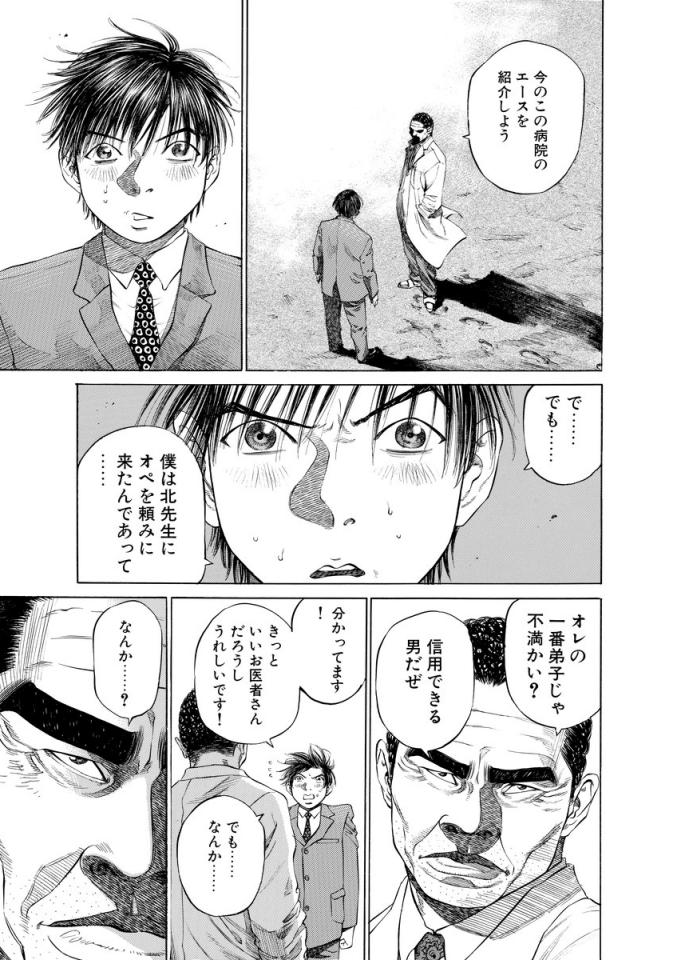 今のこの病院の
エースを
紹介しよう
で……
でも……
僕は北先生に
オペを頼みに
来たんであって
……
オレの
一番弟子じゃ
不満かい?
信用できる
男だぜ
分かってます
!
きっと
いいお医者さん
だろうし
うれしいです!
でも……
なんか……
なんか……?